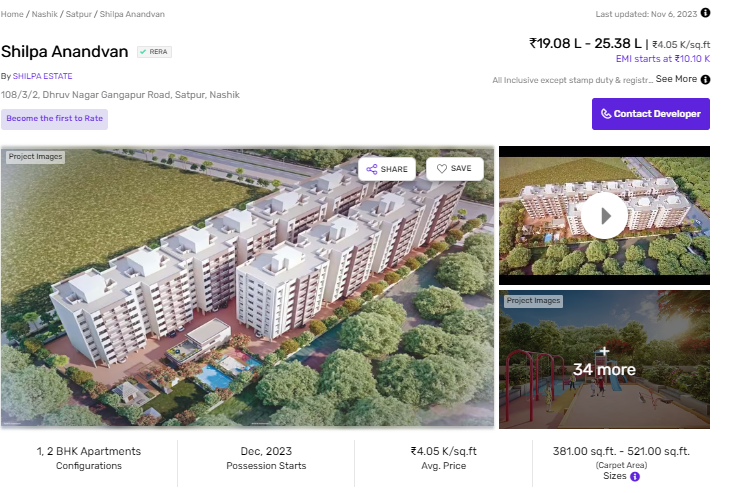 Home / Nashik / Satpur / Shilpa Anandvan
Last updated: Nov 6, 2023
Shilpa Anandvan
RERA
₹19.08 L - 25.38 L | ₹4.05 K/sq.ft
EMI starts at ₹10.10 K
By SHILPA ESTATE
All Inclusive except stamp duty & registr... See More
108/3/2, Dhruv Nagar Gangapur Road, Satpur, Nashik
Become the first to Rate
Contact Developer
Project Images
SHARE
SAVE
Project Images
+
34 more
1, 2 BHK Apartments
Configurations
Dec, 2023
Possession Starts
₹4.05 K/sq.ft
Avg. Price
381.00 sq.ft. - 521.00 sq.ft.
(Carpet Area)
Sizes